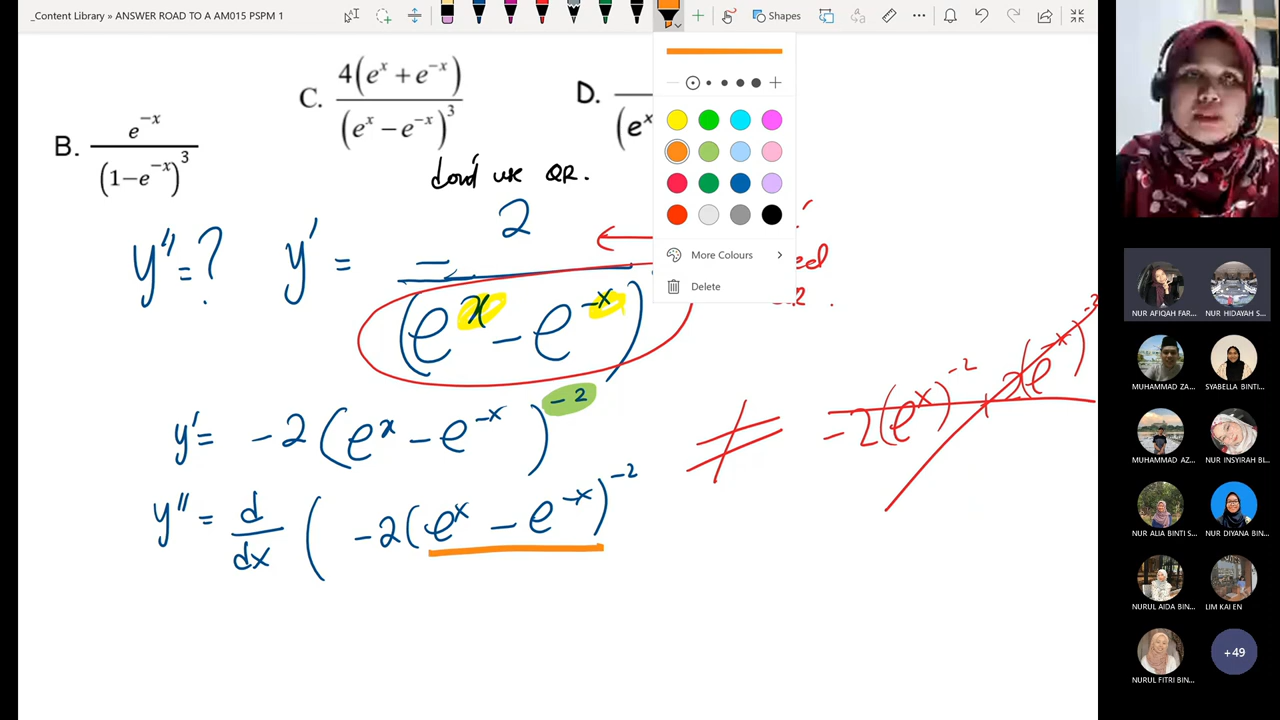 _Content Library » ANSWER ROAD TO A AM015 PSPM 1
Shapes
C. 4(e^x + e^-x) / (e^x - e^-x)^3
D.
(e^x
B. e^-x / (1-e^-x)^3
don't use QR.
y'' = ? y' = - 2 / (e^x - e^-x)
More Colours
Delete
y' = -2(e^x - e^-x)^-2
≠ -2(e^x)^-2 + 2(e^-x)^-2
y'' = d/dx ( -2(e^x - e^-x)^-2
NUR AFIQAH FAR...
NUR HIDAYAH S...
MUHAMMAD ZA...
SYABELLA BINTI...
MUHAMMAD AZ...
NUR INSYIRAH BI...
NUR ALIA BINTI S...
NUR DIYANA BIN...
NURUL AIDA BIN...
LIM KAI EN
NURUL FITRI BIN...
+49